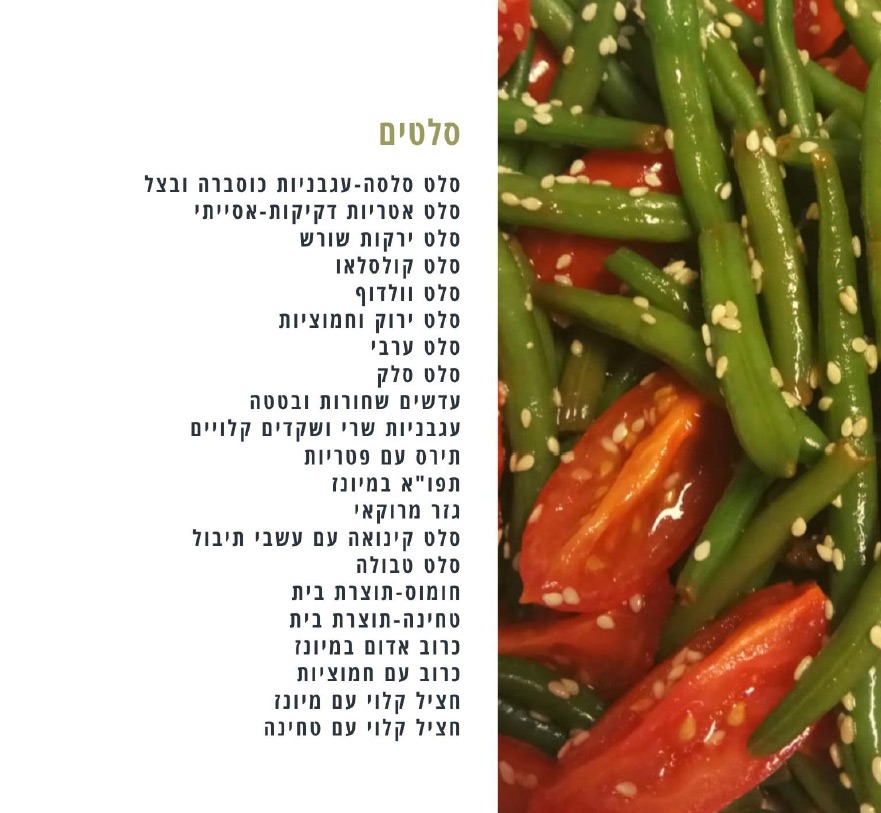 סלטים
סלט סלסה-עגבניות כוסברה ובצל
סלט אטריות דקיקות-אסייתי
סלט ירקות שורש
סלט קולסלאו
סלט וולדוף
סלט ירוק וחמוציות
סלט ערבי
סלט סלק
עדשים שחורות ובטטה
עגבניות שרי ושקדים קלויים
תירס עם פטריות
תפו"א במיונז
גזר מרוקאי
סלט קינואה עם עשבי תיבול
סלט טבולה
חומוס-תוצרת בית
טחינה-תוצרת בית
כרוב אדום במיונז
כרוב עם חמוציות
חציל קלוי עם מיונז
חציל קלוי עם טחינה